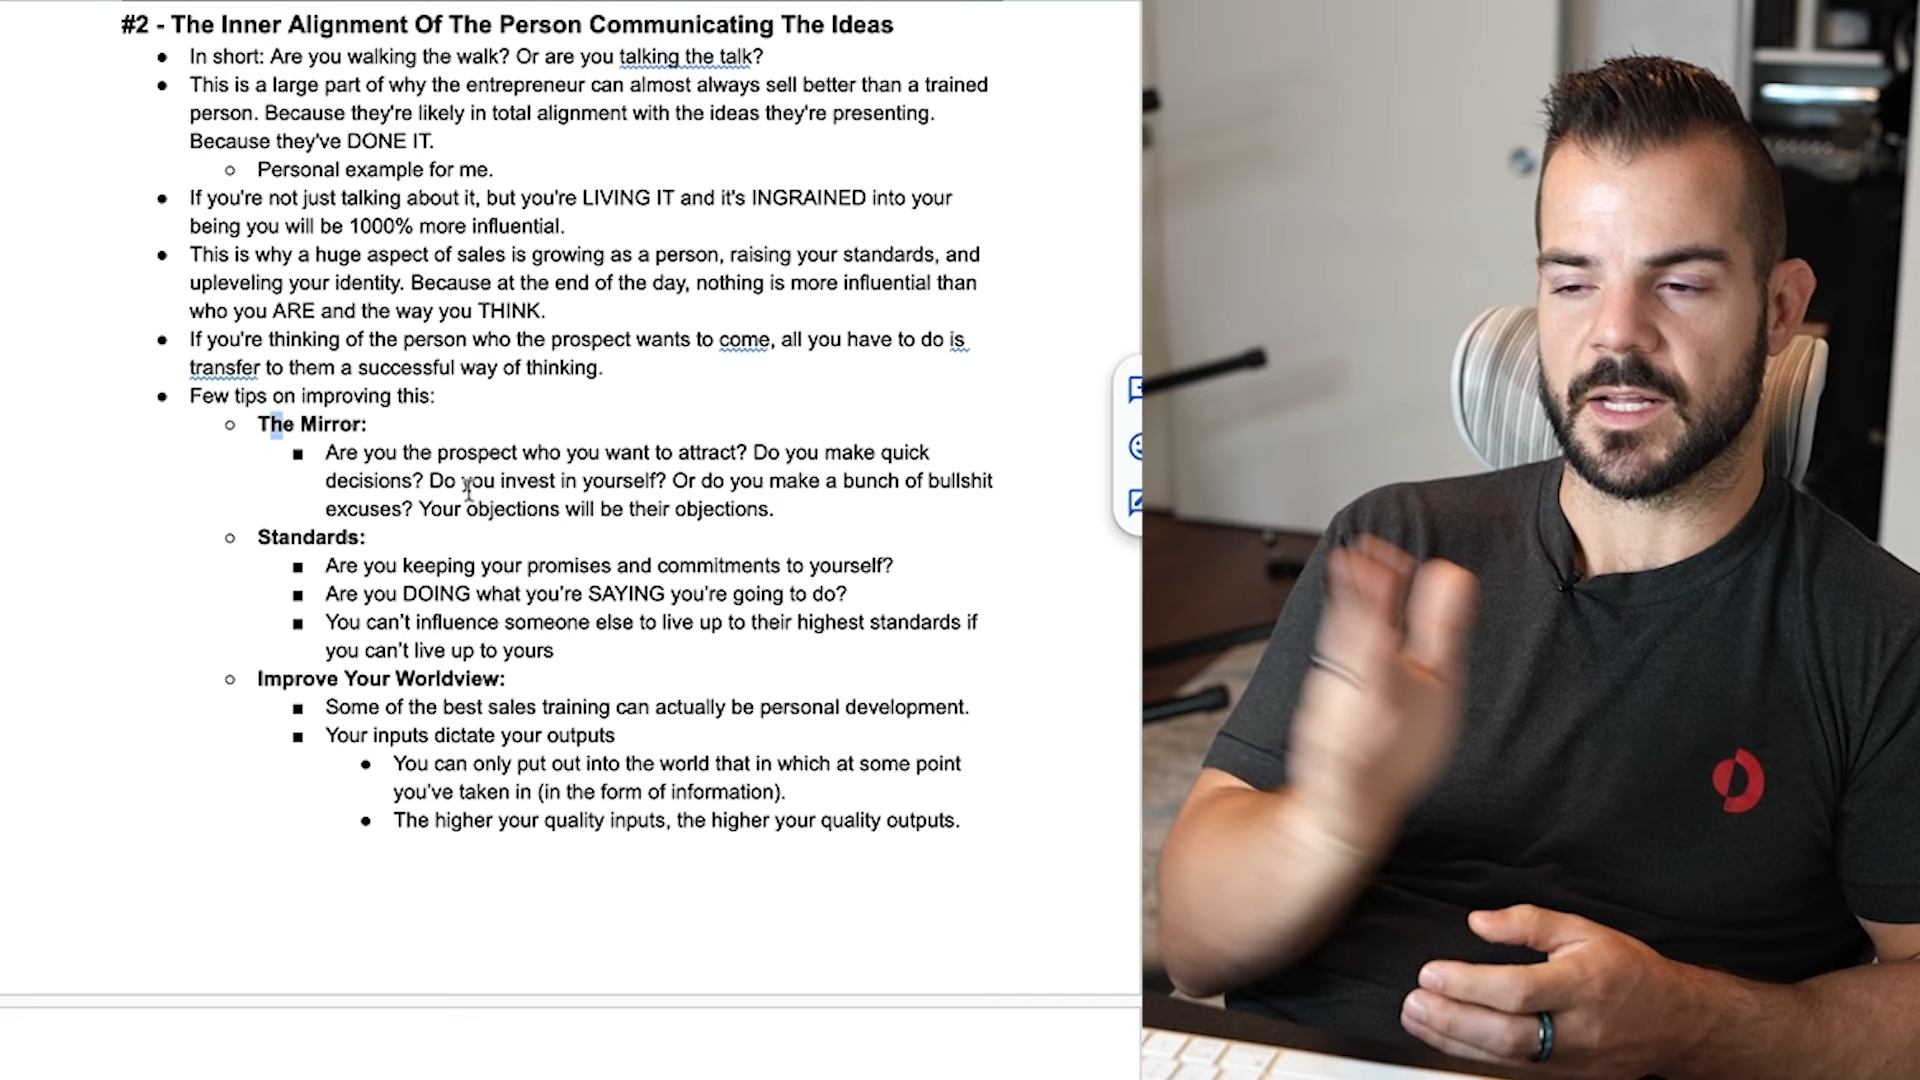 #2 - The Inner Alignment Of The Person Communicating The Ideas
● In short: Are you walking the walk? Or are you talking the talk?
● This is a large part of why the entrepreneur can almost always sell better than a trained
person. Because they're likely in total alignment with the ideas they're presenting.
Because they've DONE IT.
○ Personal example for me.
● If you're not just talking about it, but you're LIVING IT and it's INGRAINED into your
being you will be 1000% more influential.
● This is why a huge aspect of sales is growing as a person, raising your standards, and
upleveling your identity. Because at the end of the day, nothing is more influential than
who you ARE and the way you THINK.
● If you're thinking of the person who the prospect wants to come, all you have to do is
transfer to them a successful way of thinking.
● Few tips on improving this:
○ The Mirror:
■ Are you the prospect who you want to attract? Do you make quick
decisions? Do you invest in yourself? Or do you make a bunch of bullshit
excuses? Your objections will be their objections.
○ Standards:
■ Are you keeping your promises and commitments to yourself?
■ Are you DOING what you're SAYING you're going to do?
■ You can't influence someone else to live up to their highest standards if
you can't live up to yours
○ Improve Your Worldview:
■ Some of the best sales training can actually be personal development.
■ Your inputs dictate your outputs
● You can only put out into the world that in which at some point
you've taken in (in the form of information).
● The higher your quality inputs, the higher your quality outputs.